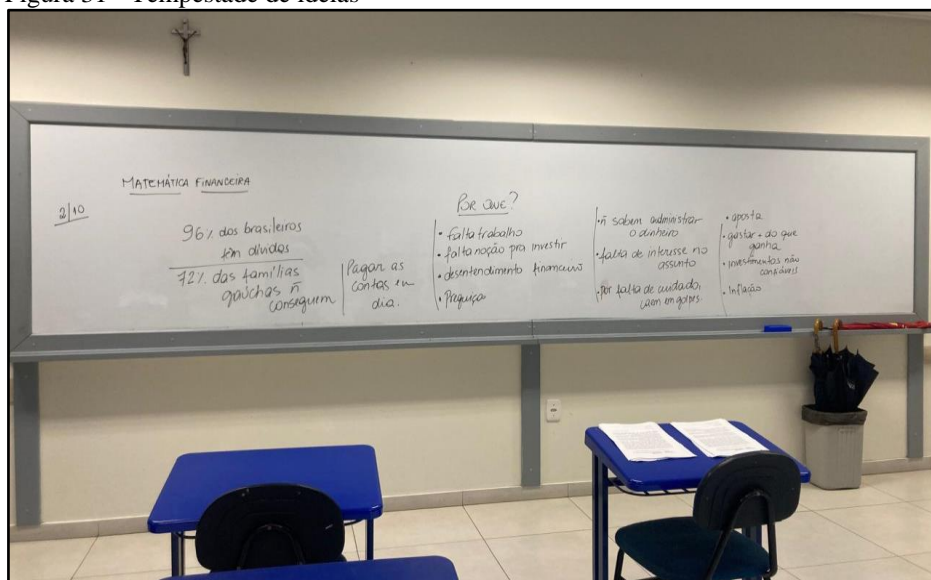 Figura 31 - Tempestade de ideias
MATEMÁTICA FINANCEIRA
2/10
96% dos brasileiros
têm dívidas
72% das famílias
gaúchas ñ
conseguem
Pagar as
contas em
dia.
POR QUE?
• falta trabalho
• falta noção pra investir
• desentendimento financeiro
• Preguiça
• ñ sabem administrar
o dinheiro
• falta de interesse no
assunto
• por falta de cuidado,
caem em golpes.
• aposta
• gastar + do que
ganha
• investimentos não
confiáveis
• Inflação